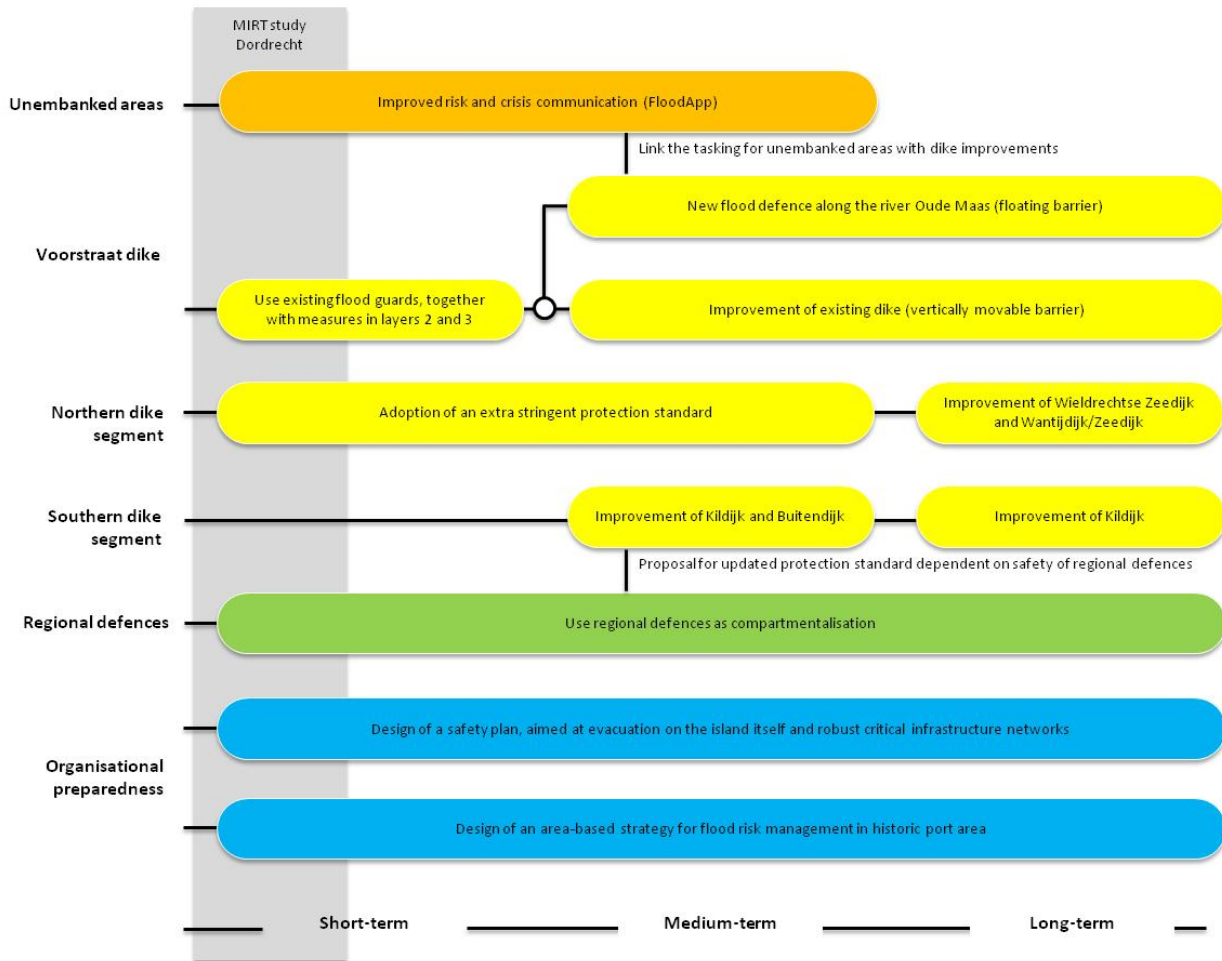 MIRT study
Dordrecht
Unembanked areas
Improved risk and crisis communication (FloodApp)
Link the tasking for unembanked areas with dike improvements
New flood defence along the river Oude Maas (floating barrier)
Voorstraat dike
Use existing flood guards, together
with measures in layers 2 and 3
Improvement of existing dike (vertically movable barrier)
Northern dike
segment
Adoption of an extra stringent protection standard
Improvement of Wieldrechtse Zeedijk
and Wantijdijk/Zeedijk
Southern dike
segment
Improvement of Kildijk and Buitendijk
Improvement of Kildijk
Proposal for updated protection standard dependent on safety of regional defences
Regional defences
Use regional defences as compartmentalisation
Organisational
preparedness
Design of a safety plan, aimed at evacuation on the island itself and robust critical infrastructure networks
Design of an area-based strategy for flood risk management in historic port area
Short-term
Medium-term
Long-term